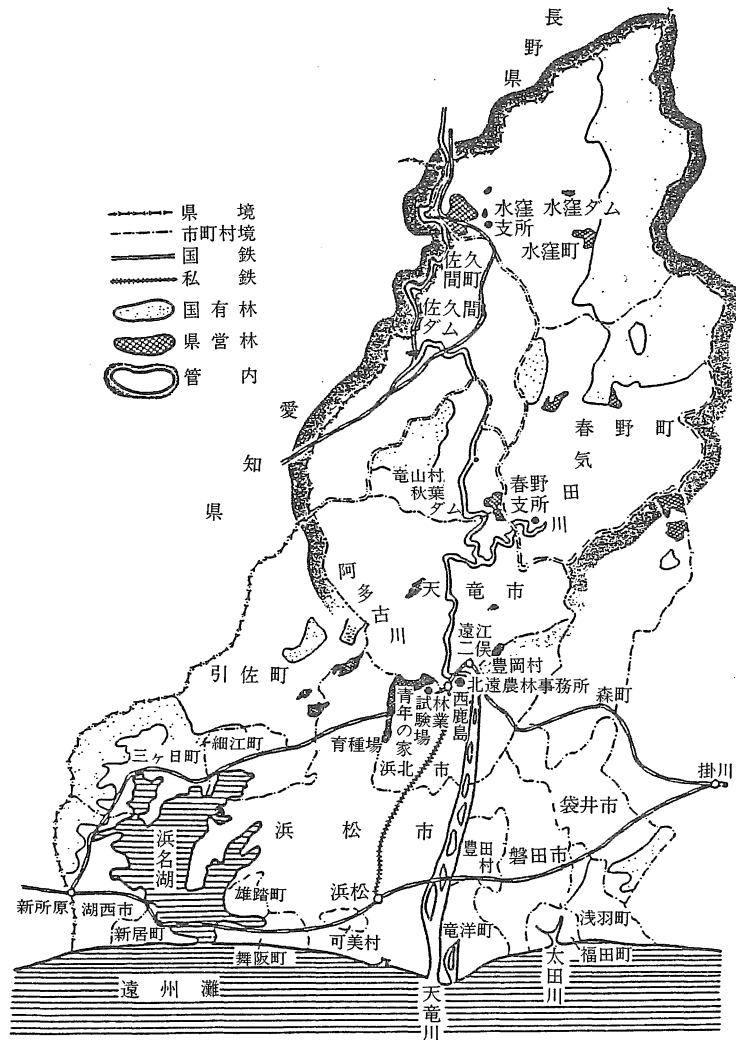 長野県
県境
市町村境
国鉄
私鉄
国有林
県営林
管内
水窪支所
水窪ダム
水窪町
佐久間町
佐久間ダム
愛知県
春野町
気田川
竜山村
秋葉ダム
春野支所
阿多古川
天竜市
遠江二俣
豊岡村
引佐町
北遠農林事務所
西鹿島
林業試験場
青年の家
森町
細江町
育種場
浜北市
三ヶ日町
掛川
袋井市
浜松市
浜名湖
豊田村
磐田市
雄踏町
浜松
新所原
湖西市
新居町
舞阪町
可美村
竜洋町
浅羽町
福田町
太田川
遠州灘
天竜川